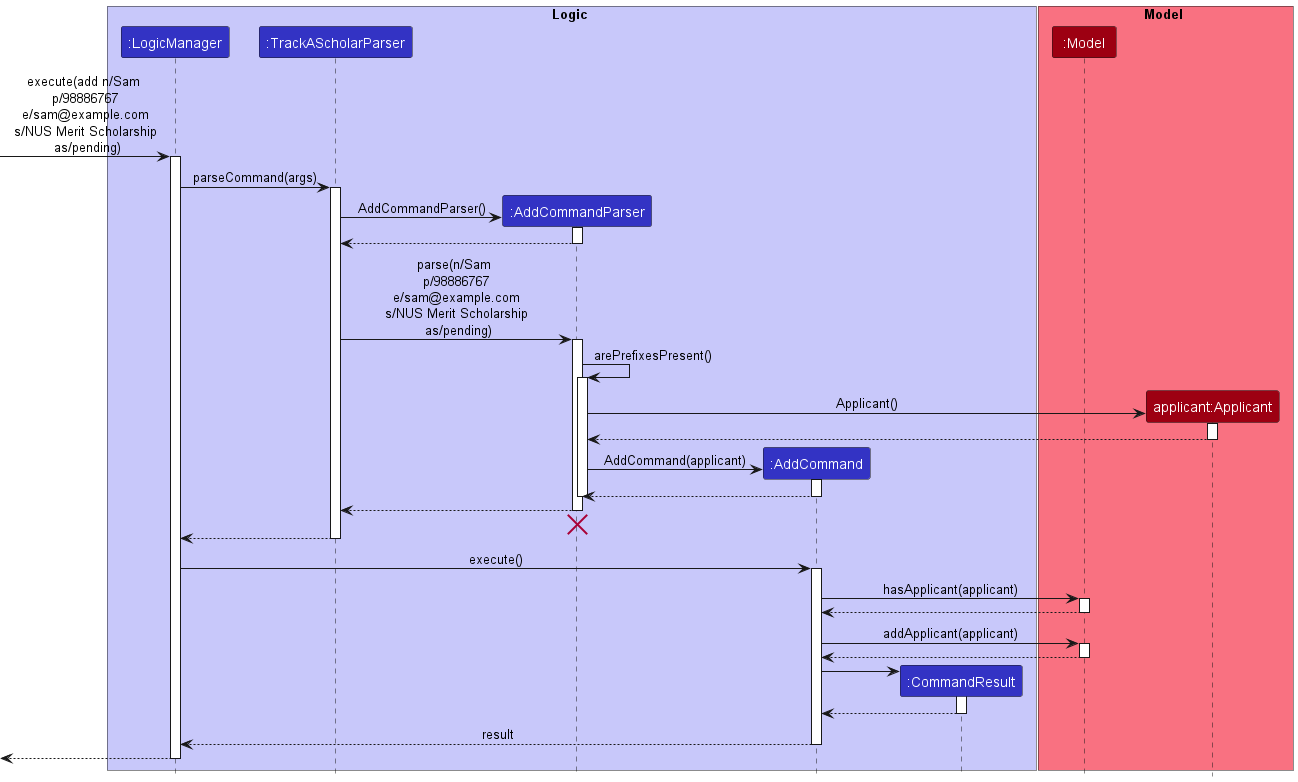 Logic
Model
:LogicManager
:TrackAScholarParser
:Model
execute(add n/Sam
p/98886767
e/sam@example.com
s/NUS Merit Scholarship
as/pending)
parseCommand(args)
AddCommandParser()
:AddCommandParser
parse(n/Sam
p/98886767
e/sam@example.com
s/NUS Merit Scholarship
as/pending)
arePrefixesPresent()
Applicant()
applicant:Applicant
AddCommand(applicant)
:AddCommand
execute()
hasApplicant(applicant)
addApplicant(applicant)
:CommandResult
result